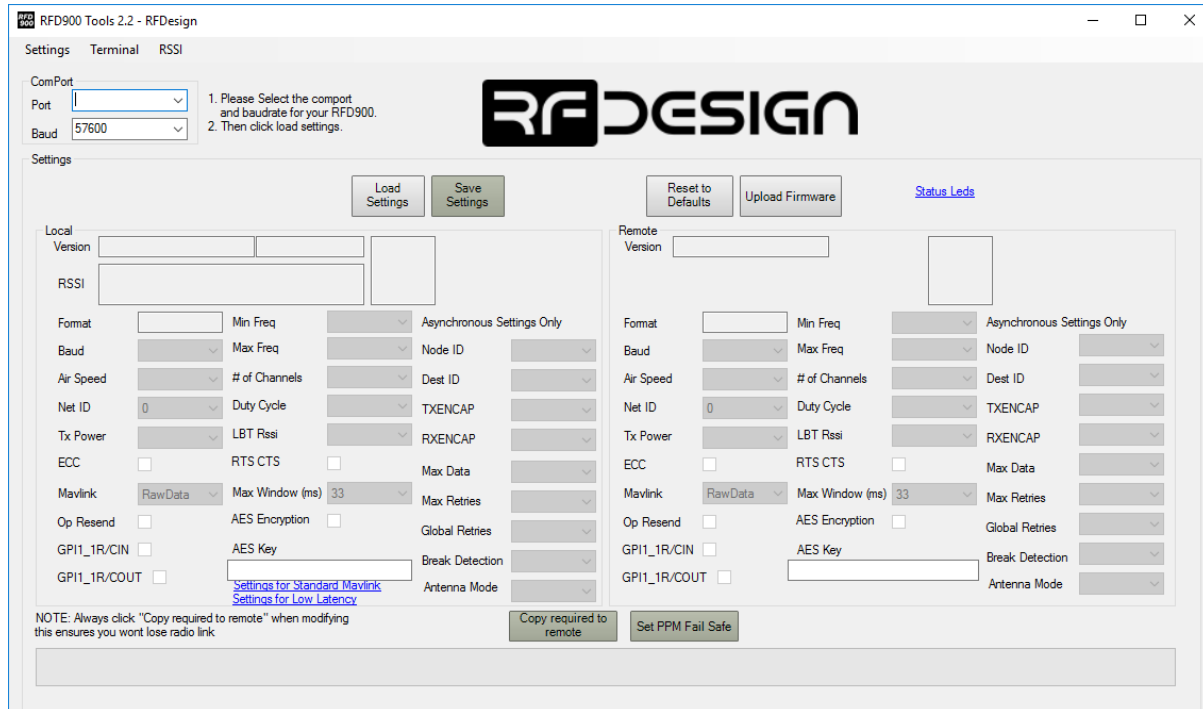 RFD900 Tools 2.2 - RFDesign
Settings Terminal RSSI
ComPort
Port
Baud 57600
1. Please Select the comport
and baudrate for your RFD900.
2. Then click load settings.
RFDESIGN
Settings
Load
Settings
Save
Settings
Reset to
Defaults
Upload Firmware
Status Leds
Local
Version
RSSI
Format
Baud
Air Speed
Net ID 0
Tx Power
ECC
Mavlink RawData
Op Resend
GPI1_1R/CIN
GPI1_1R/COUT
Min Freq
Max Freq
# of Channels
Duty Cycle
LBT Rssi
RTS CTS
Max Window (ms) 33
AES Encryption
AES Key
Settings for Standard Mavlink
Settings for Low Latency
Asynchronous Settings Only
Node ID
Dest ID
TXENCAP
RXENCAP
Max Data
Max Retries
Global Retries
Break Detection
Antenna Mode
Remote
Version
Format
Baud
Air Speed
Net ID 0
Tx Power
ECC
Mavlink RawData
Op Resend
GPI1_1R/CIN
GPI1_1R/COUT
Min Freq
Max Freq
# of Channels
Duty Cycle
LBT Rssi
RTS CTS
Max Window (ms) 33
AES Encryption
AES Key
Asynchronous Settings Only
Node ID
Dest ID
TXENCAP
RXENCAP
Max Data
Max Retries
Global Retries
Break Detection
Antenna Mode
NOTE: Always click "Copy required to remote" when modifying
this ensures you wont lose radio link
Copy required to
remote
Set PPM Fail Safe